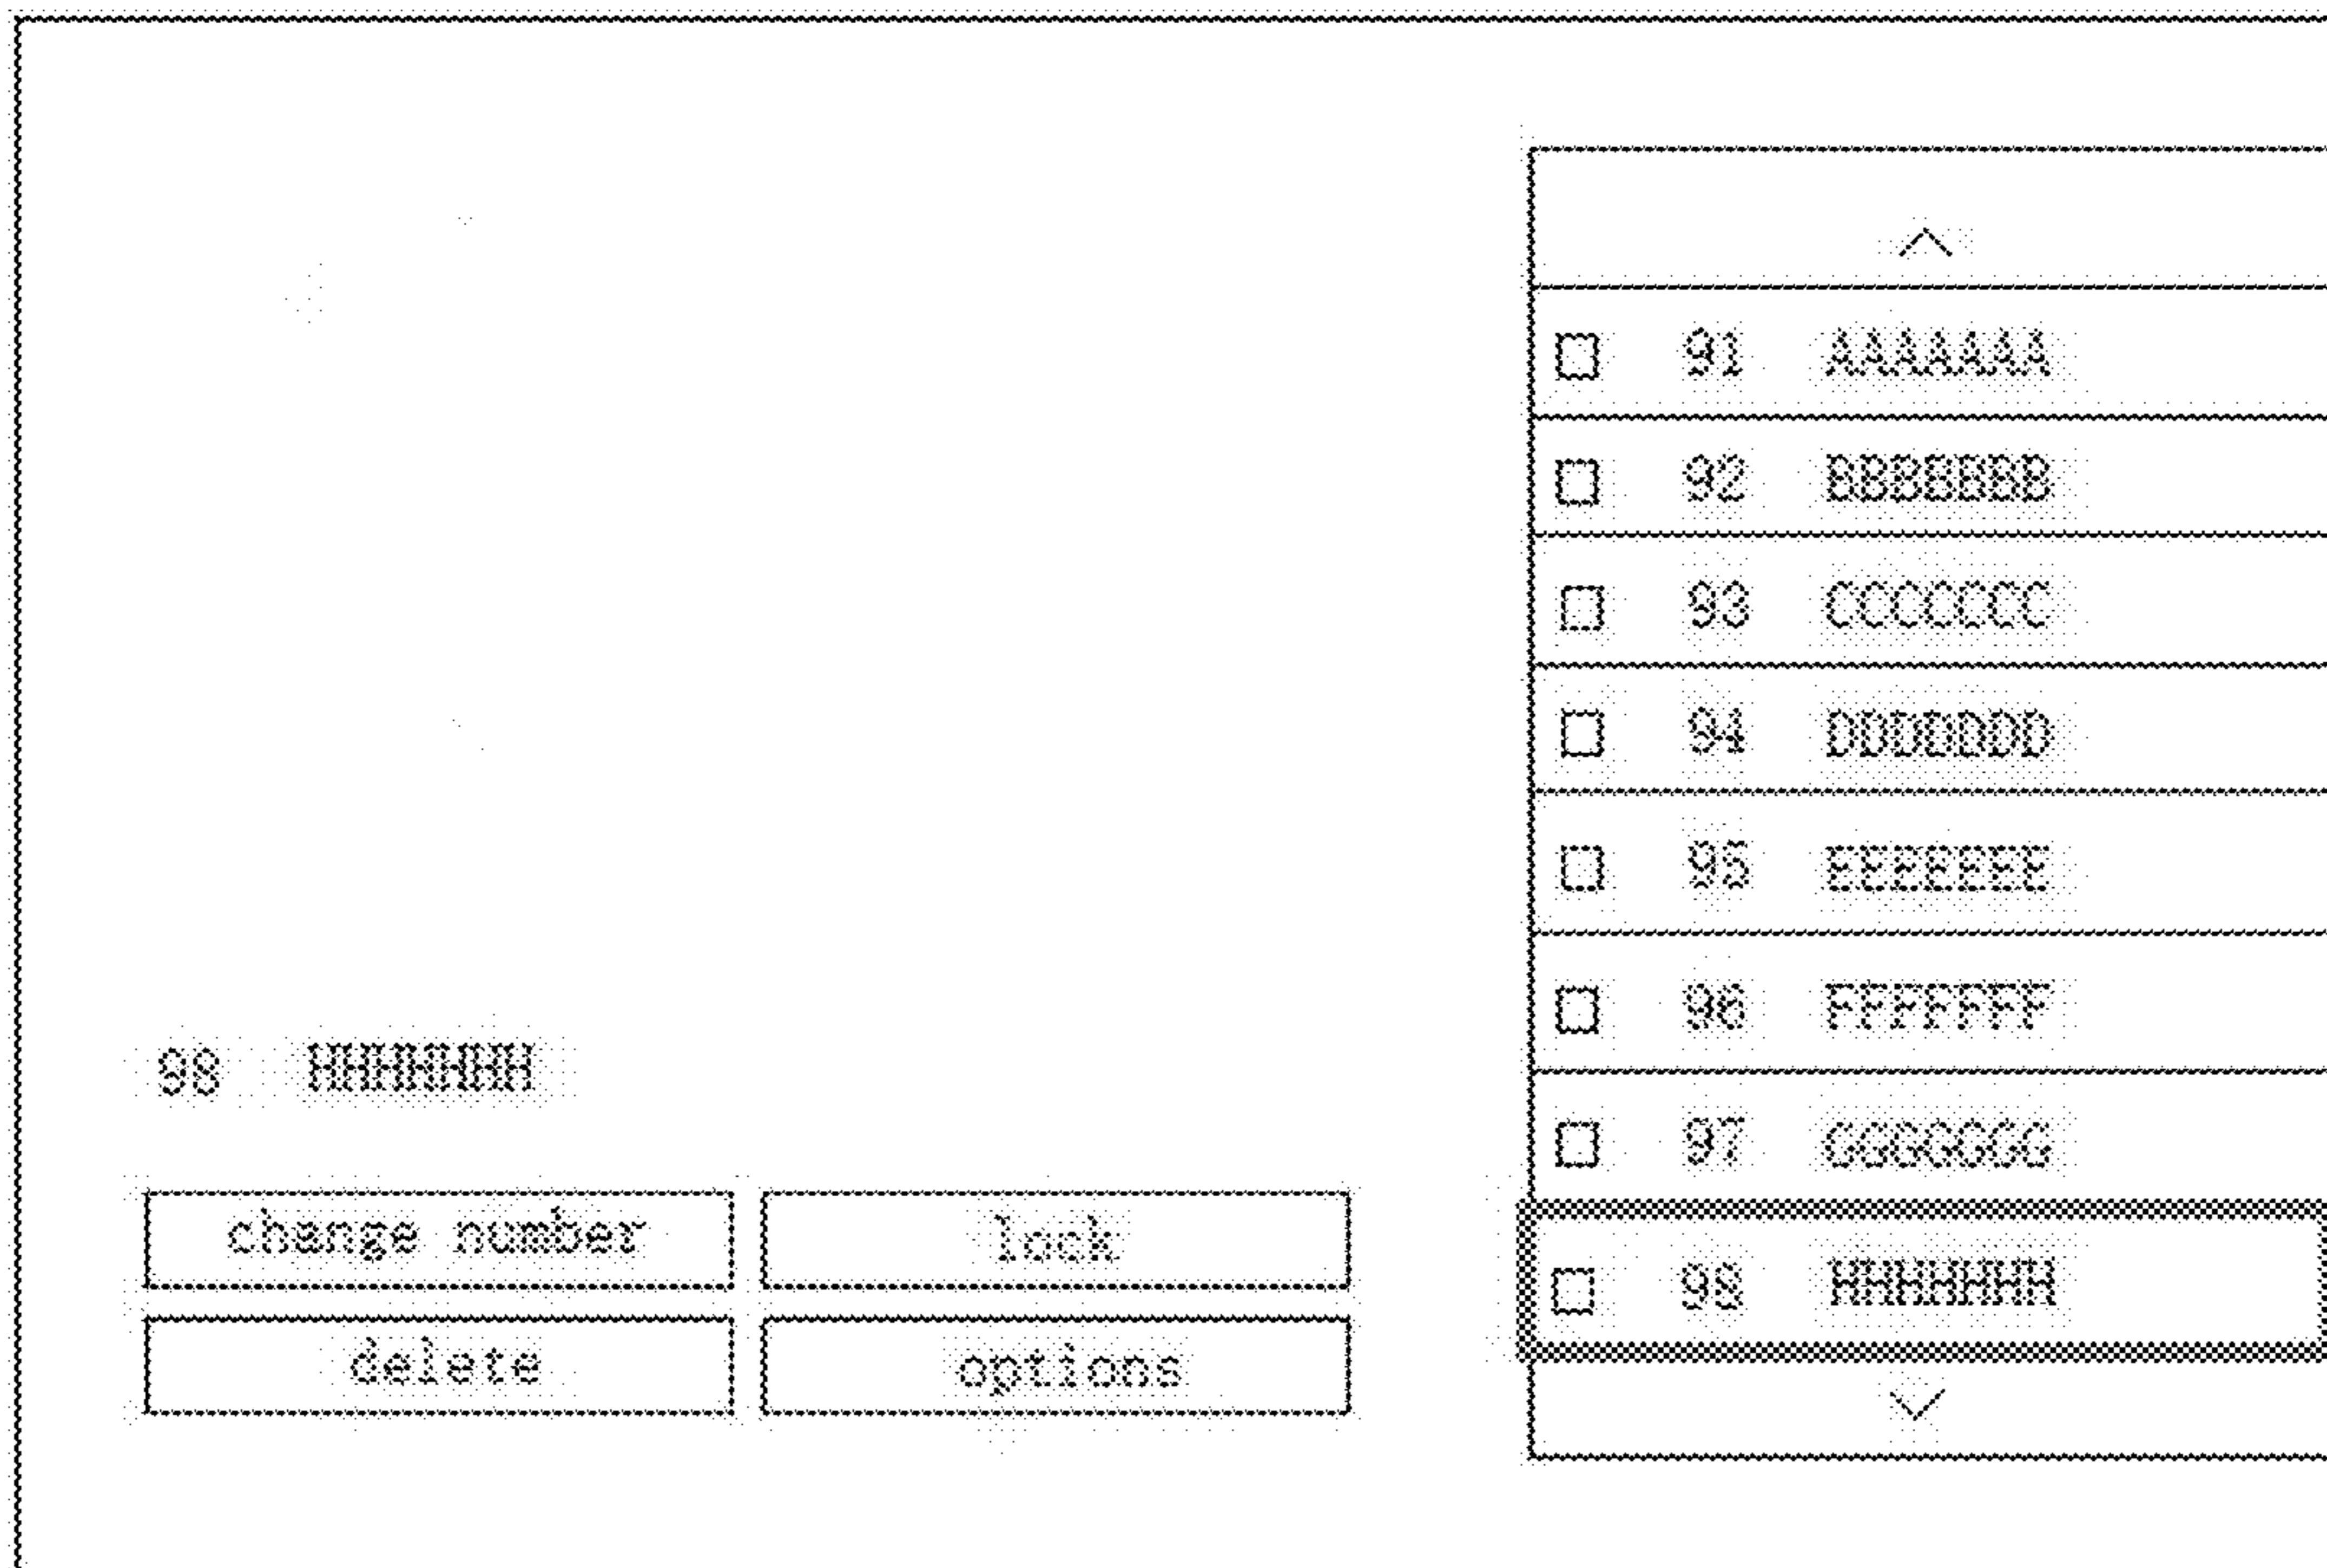 91 AAAAAAA
92 BBBBBBB
93 CCCCCCC
94 DDDDDDD
95 EEEEEEE
96 FFFFFFF
97 GGGGGGG
98 HHHHHHH
98 HHHHHHH
change number
lock
delete
options